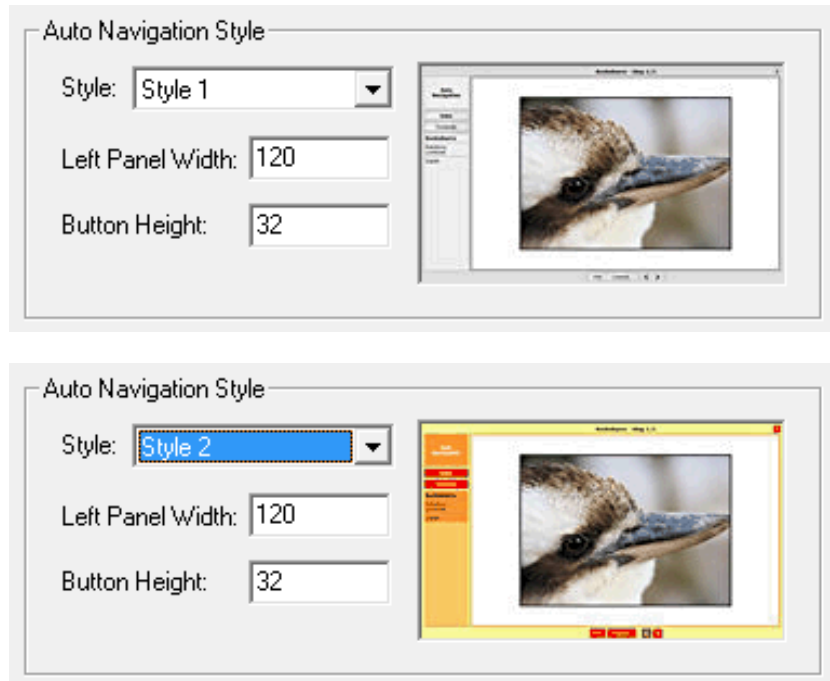 Auto Navigation Style
Style: Style 1
Left Panel Width: 120
Button Height: 32
Auto Navigation Style
Style: Style 2
Left Panel Width: 120
Button Height: 32